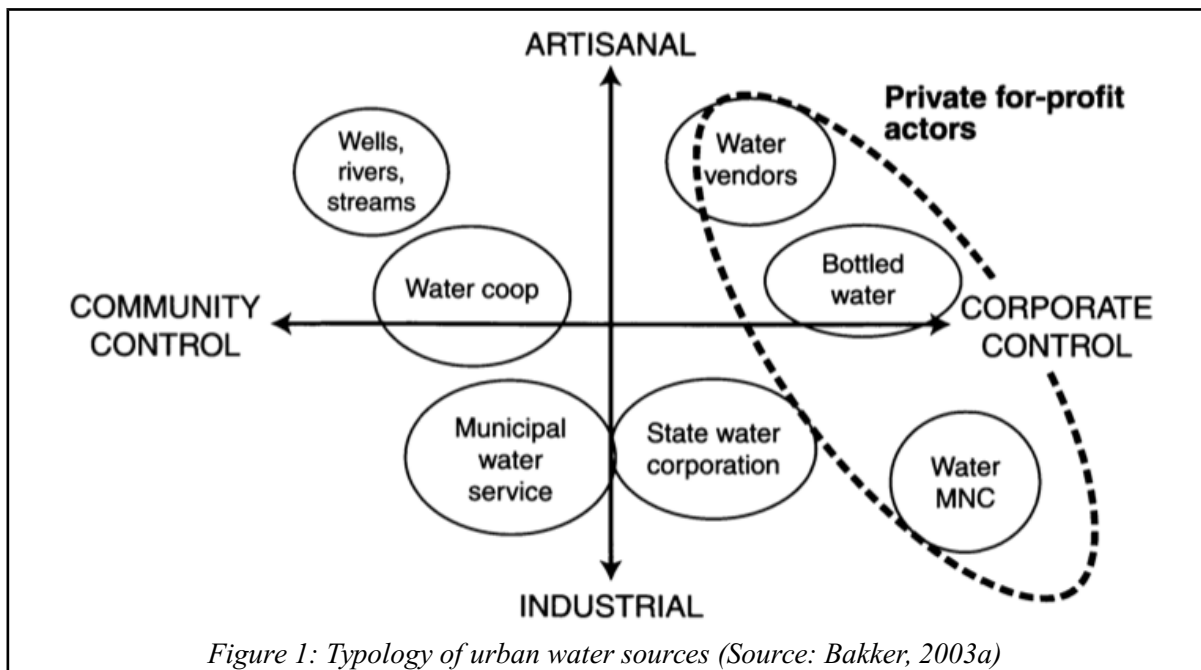 ARTISANAL
Private for-profit
actors
Wells,
rivers,
streams
Water
vendors
Water coop
Bottled
water
COMMUNITY
CONTROL
CORPORATE
CONTROL
Municipal
water
service
State water
corporation
Water
MNC
INDUSTRIAL
Figure 1: Typology of urban water sources (Source: Bakker, 2003a)